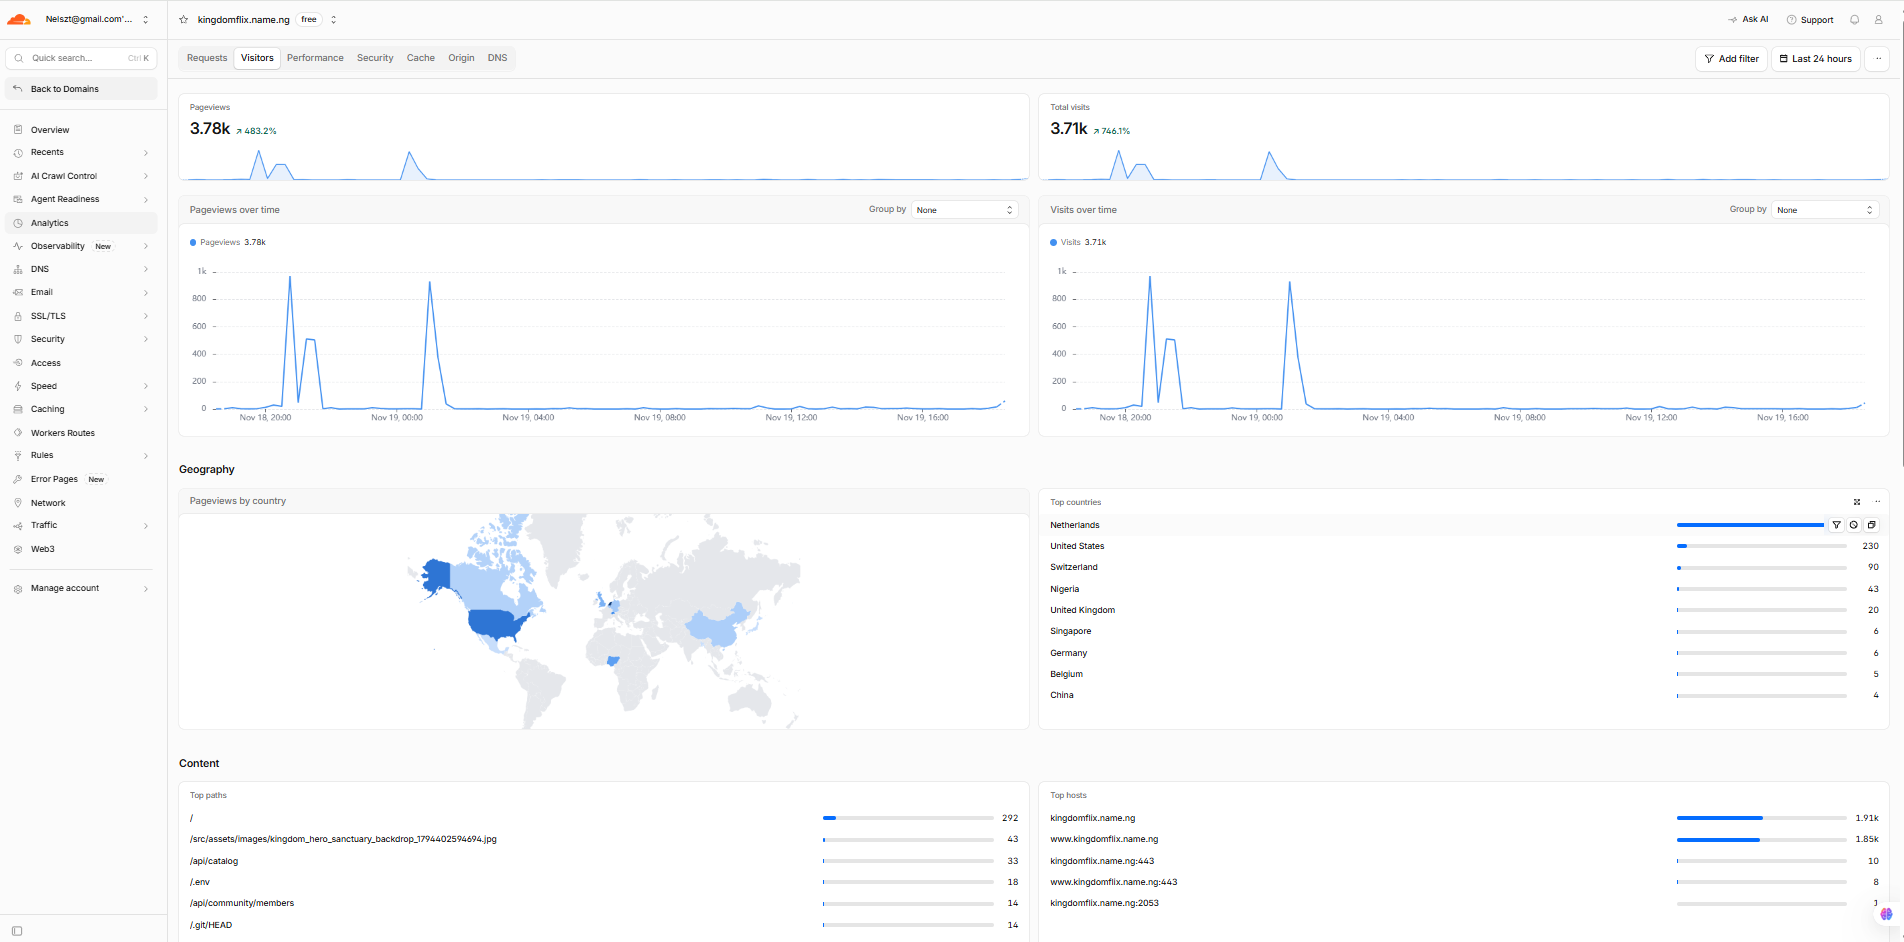 Nelszt@gmail.com'...
kingdomflix.name.ng free
Ask AI Support
Quick search... Ctrl K
Back to Domains
Overview
Recents
AI Crawl Control
Agent Readiness
Analytics
Observability New
DNS
Email
SSL/TLS
Security
Access
Speed
Caching
Workers Routes
Rules
Error Pages New
Network
Traffic
Web3
Manage account
Requests Visitors Performance Security Cache Origin DNS
Add filter Last 24 hours
Pageviews
3.78k 483.2%
Total visits
3.71k 746.1%
Pageviews over time Group by None
Pageviews 3.78k
1k
800
600
400
200
0
Nov 18, 20:00 Nov 19, 00:00 Nov 19, 04:00 Nov 19, 08:00 Nov 19, 12:00 Nov 19, 16:00
Visits over time Group by None
Visits 3.71k
1k
800
600
400
200
0
Nov 18, 20:00 Nov 19, 00:00 Nov 19, 04:00 Nov 19, 08:00 Nov 19, 12:00 Nov 19, 16:00
Geography
Pageviews by country
Top countries
Netherlands
United States 230
Switzerland 90
Nigeria 43
United Kingdom 20
Singapore 6
Germany 6
Belgium 5
China 4
Content
Top paths
/ 292
/src/assets/images/kingdom_hero_sanctuary_backdrop_1794402594694.jpg 43
/api/catalog 33
/.env 18
/api/community/members 14
/.git/HEAD 14
Top hosts
kingdomflix.name.ng 1.91k
www.kingdomflix.name.ng 1.85k
kingdomflix.name.ng:443 10
www.kingdomflix.name.ng:443 8
kingdomflix.name.ng:2053